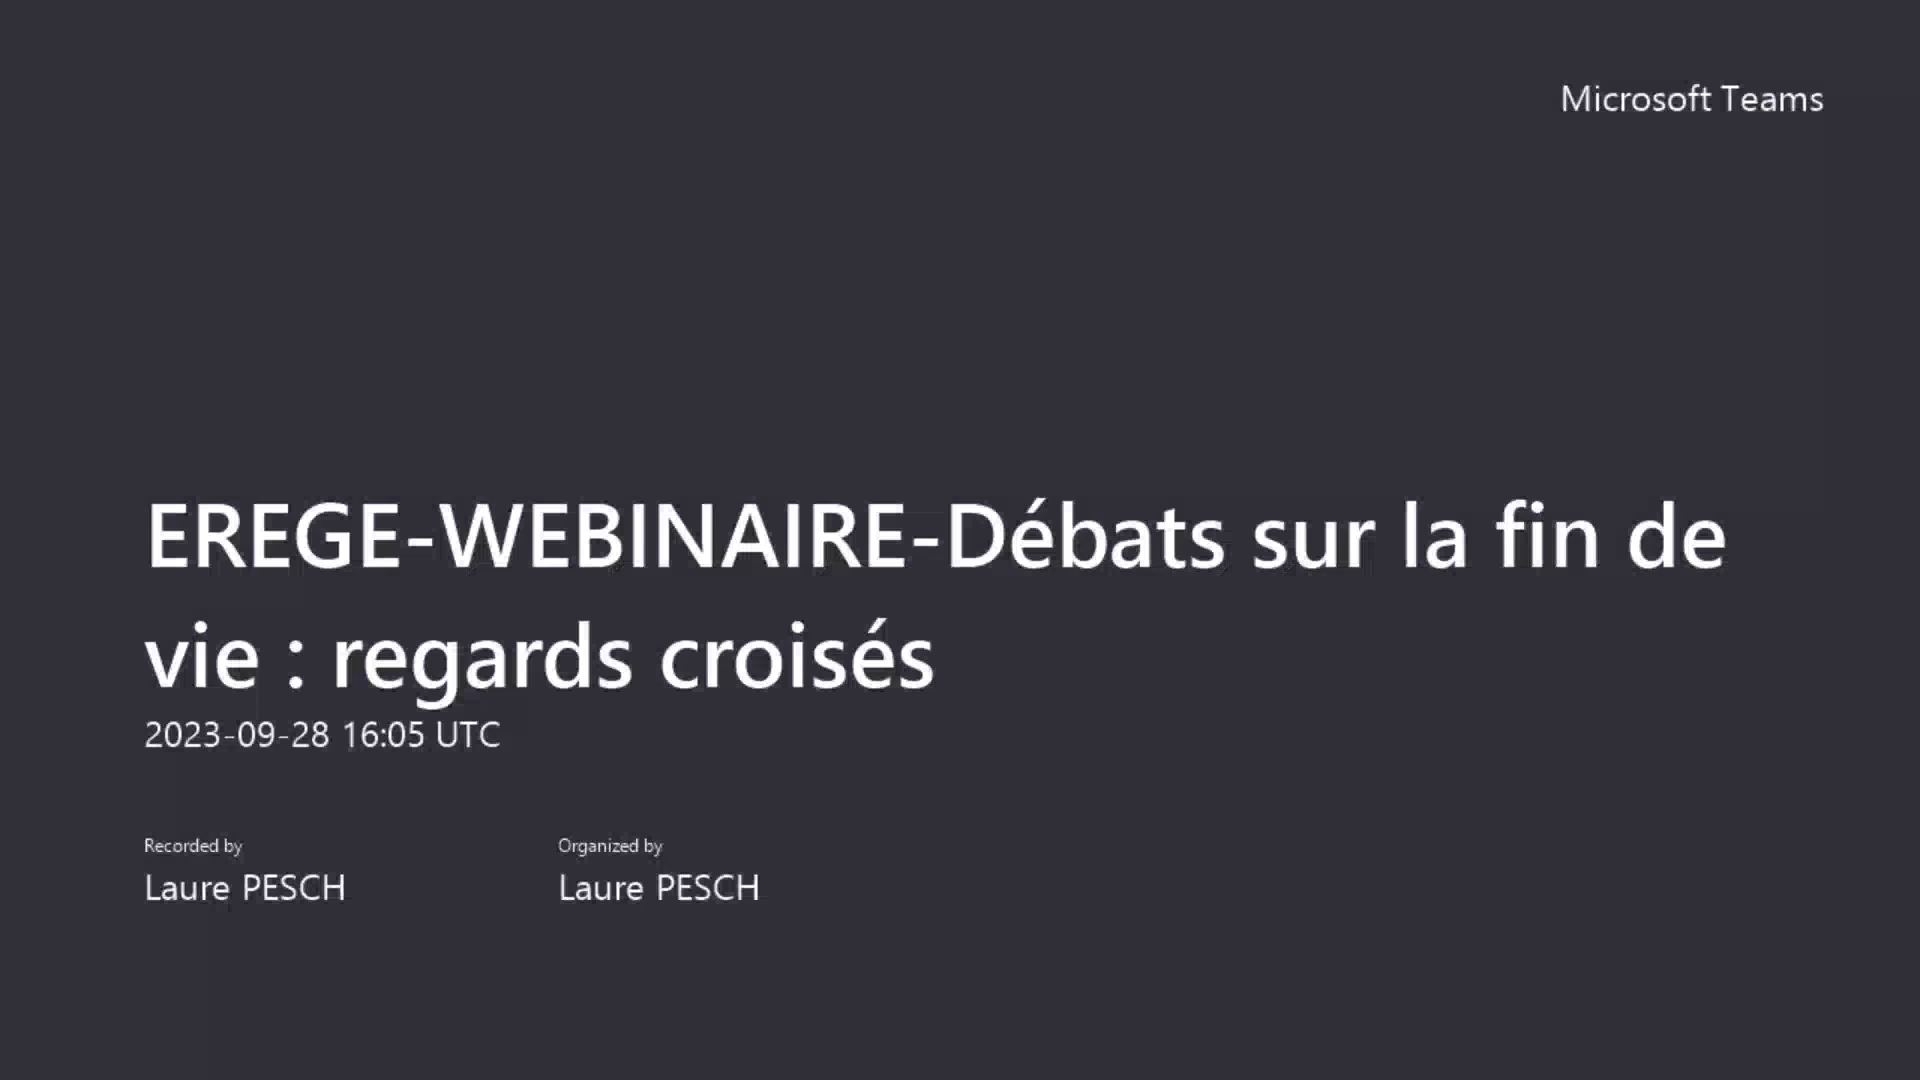 Microsoft Teams
EREGE-WEBINAIRE-Débats sur la fin de
vie : regards croisés
2023-09-28 16:05 UTC
Recorded by
Laure PESCH
Organized by
Laure PESCH